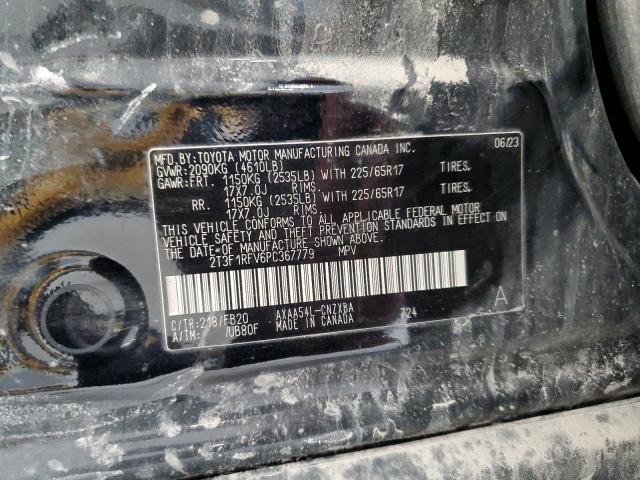 MFD.BY:TOYOTA MOTOR MANUFACTURING CANADA INC. 06/23
GVWR:2090KG (4610LB)
GAWR:FRT. 1150KG (2535LB) WITH 225/65R17 TIRES.
17X7.0J RIMS.
RR. 1150KG (2535LB) WITH 225/65R17 TIRES.
17X7.0J RIMS.
THIS VEHICLE CONFORMS TO ALL APPLICABLE FEDERAL MOTOR
VEHICLE SAFETY AND THEFT PREVENTION STANDARDS IN EFFECT ON
THE DATE OF MANUFACTURE SHOWN ABOVE.
2T3F1RFV6PC367779 MPV
C/TR:218/FB20 AXAA54L-CNZXBA 724 A
A/TM: /UB80F MADE IN CANADA